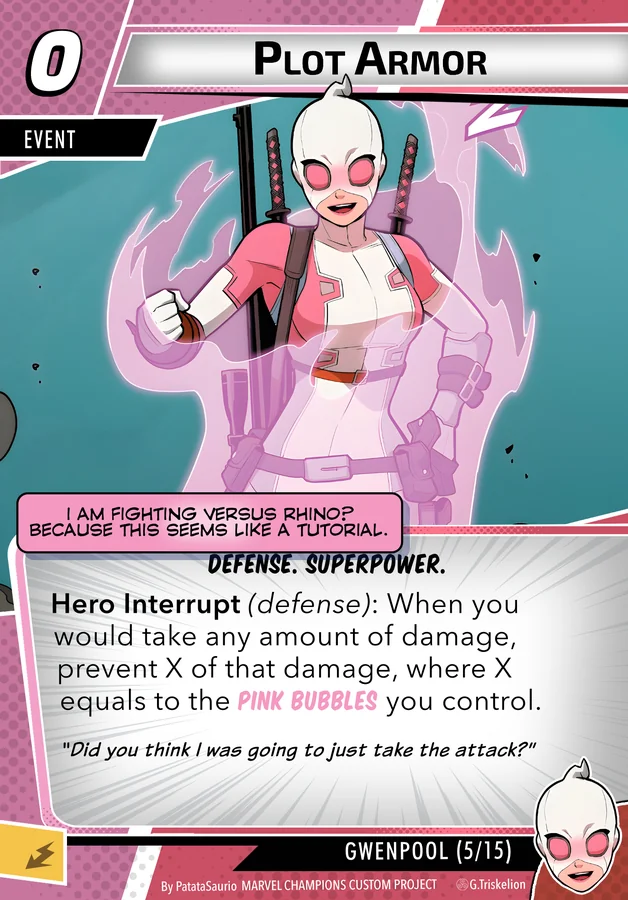 0
PLOT ARMOR
EVENT
I AM FIGHTING VERSUS RHINO?
BECAUSE THIS SEEMS LIKE A TUTORIAL.
DEFENSE. SUPERPOWER.
Hero Interrupt (defense): When you
would take any amount of damage,
prevent X of that damage, where X
equals to the PINK BUBBLES you control.
"Did you think I was going to just take the attack?"
GWENPOOL (5/15)
By PatataSaurio MARVEL CHAMPIONS CUSTOM PROJECT G.Triskelion